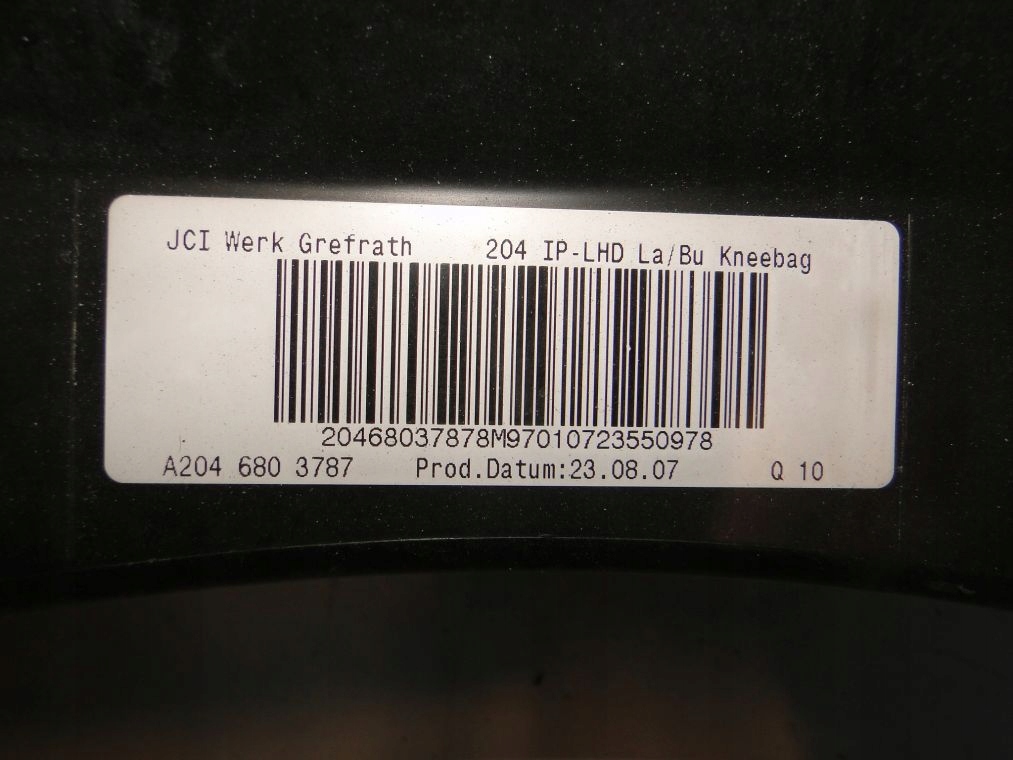 JCI Werk Grefrath 204 IP-LHD La/Bu Kneebag
20468037878M97010723550978
A204 680 3787 Prod.Datum:23.08.07 Q 10